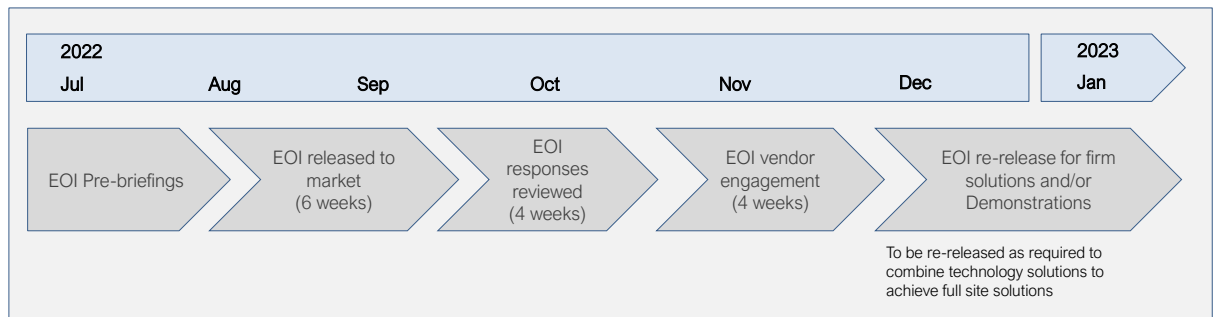 2022
2023
Jul Aug Sep Oct Nov Dec Jan
EOI Pre-briefings
EOI released to
market
(6 weeks)
EOI
responses
reviewed
(4 weeks)
EOI vendor
engagement
(4 weeks)
EOI re-release for firm
solutions and/or
Demonstrations
To be re-released as required to
combine technology solutions to
achieve full site solutions